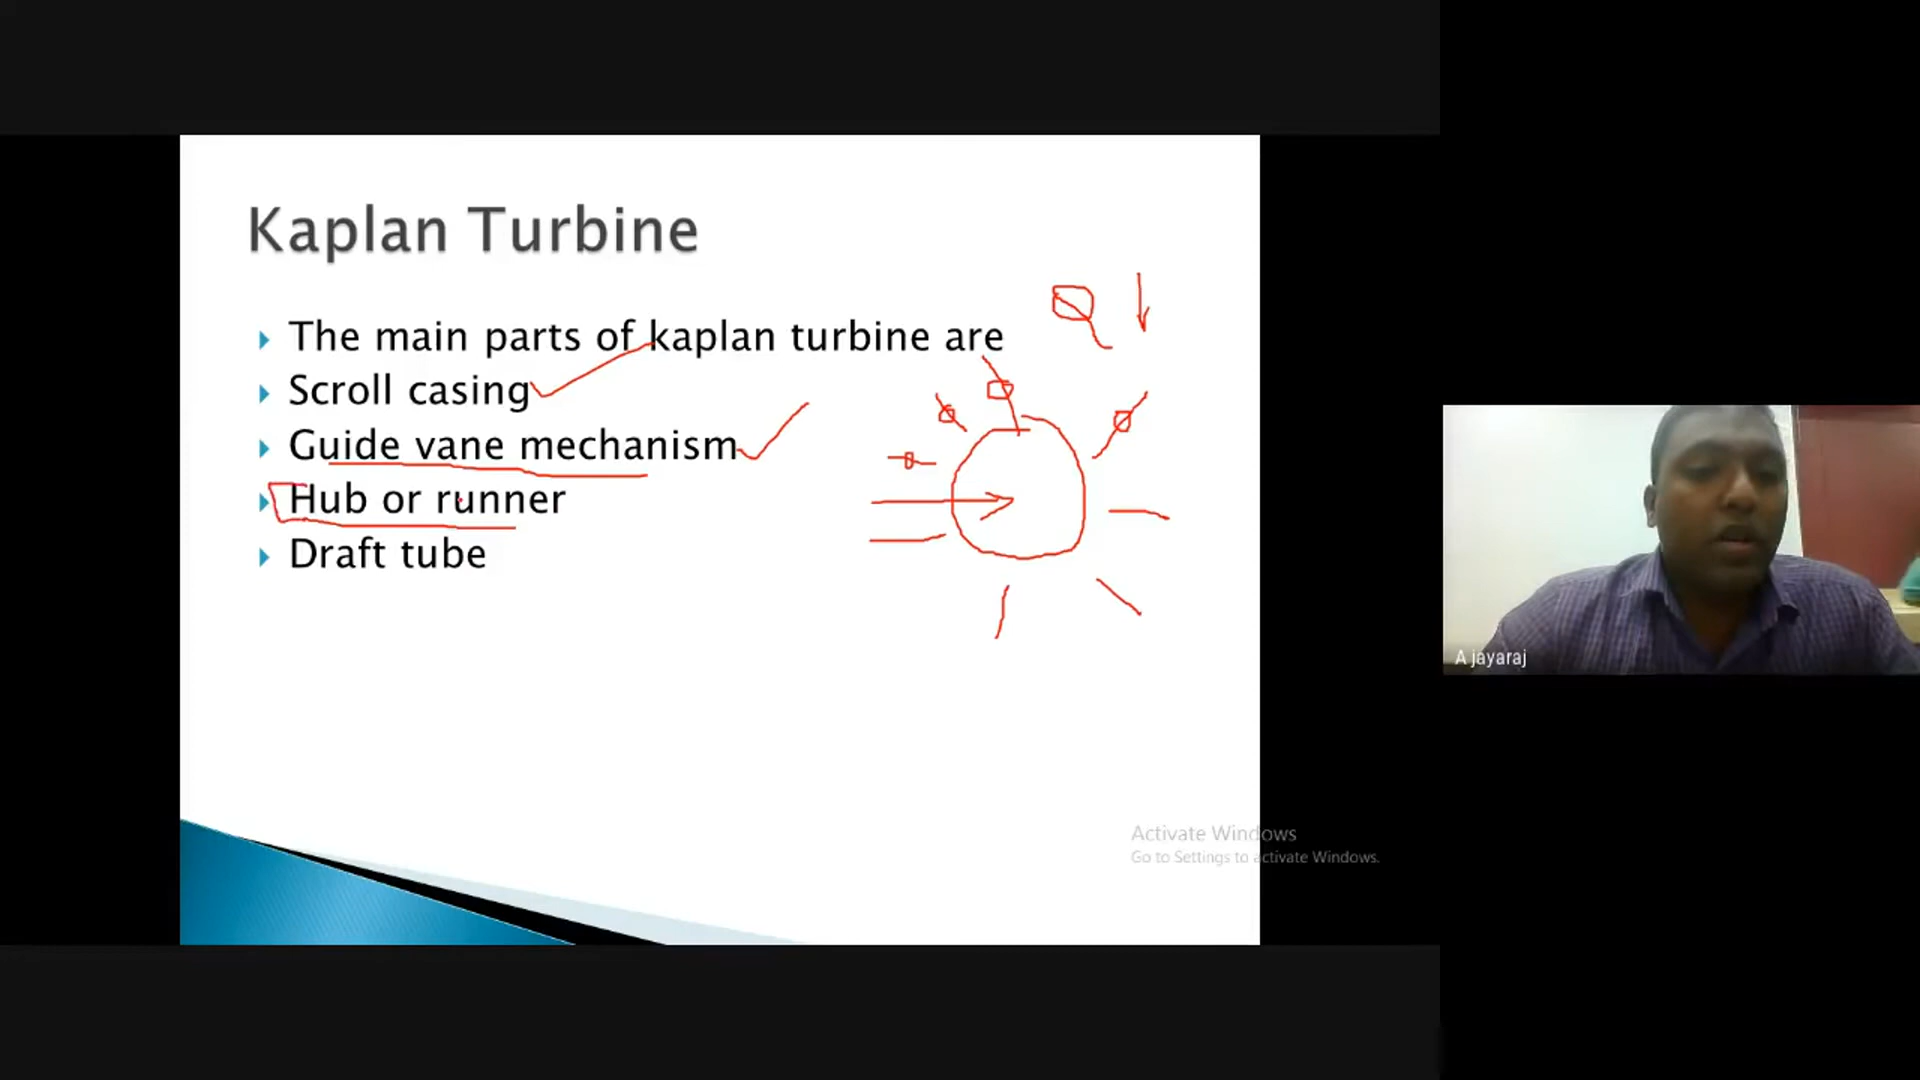 Kaplan Turbine
The main parts of kaplan turbine are
Scroll casing
Guide vane mechanism
Hub or runner
Draft tube
Q
A jayaraj
Activate Windows
Go to Settings to activate Windows.